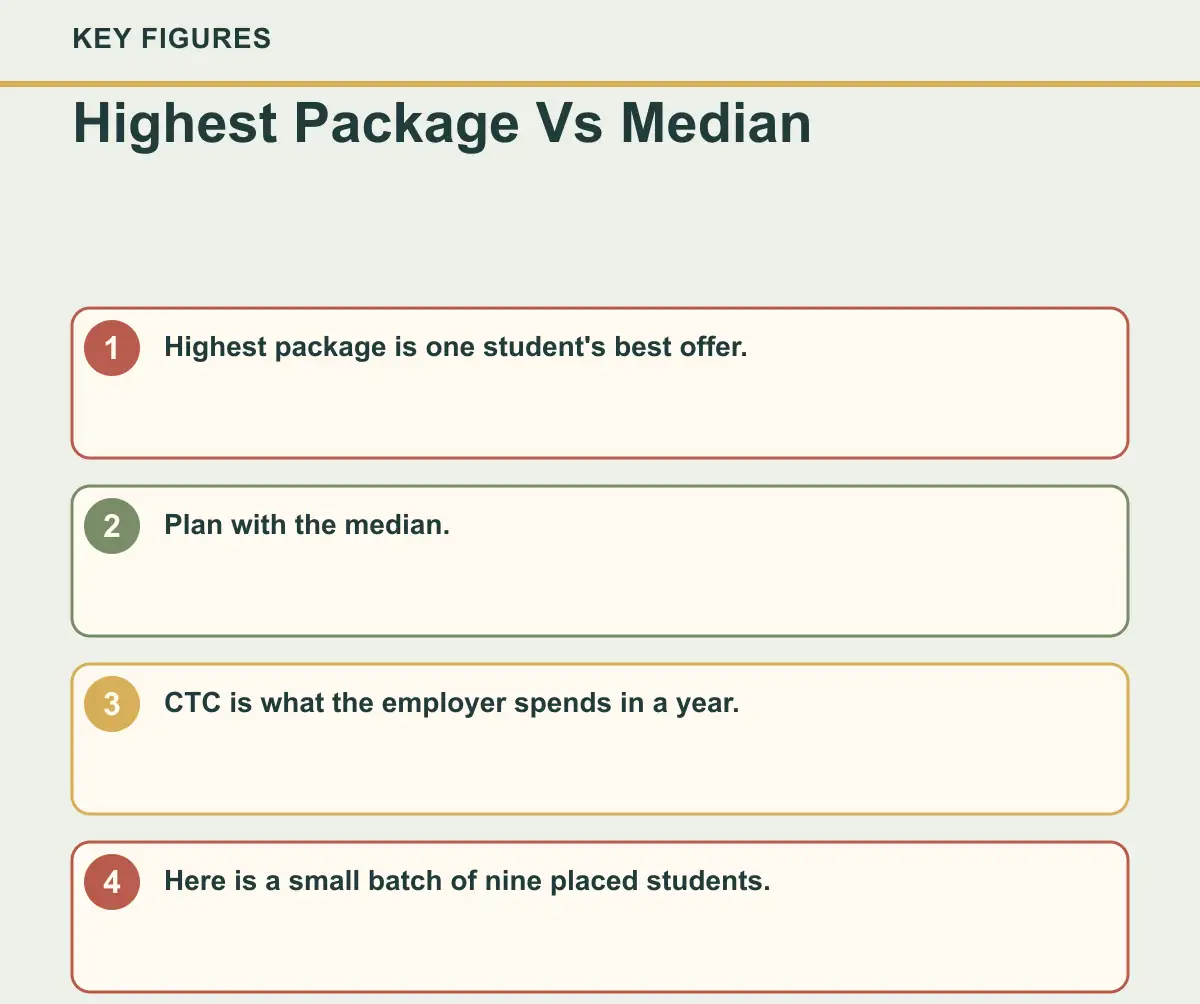 KEY FIGURES
Highest Package Vs Median
1
Highest package is one student's best offer.
2
Plan with the median.
3
CTC is what the employer spends in a year.
4
Here is a small batch of nine placed students.